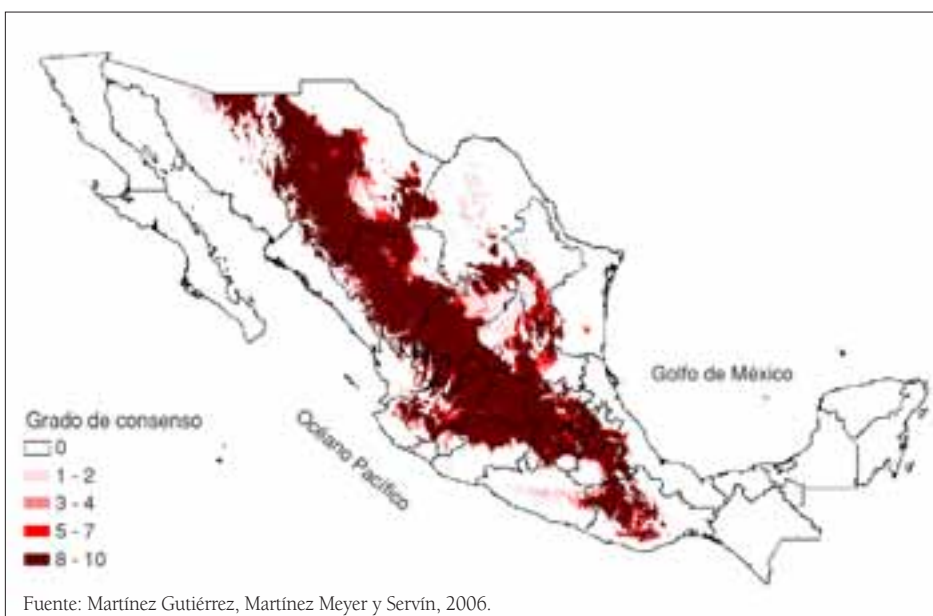 Golfo de México
Océano Pacífico
Grado de consenso
0
1 - 2
3 - 4
5 - 7
8 - 10
Fuente: Martínez Gutiérrez, Martínez Meyer y Servín, 2006.